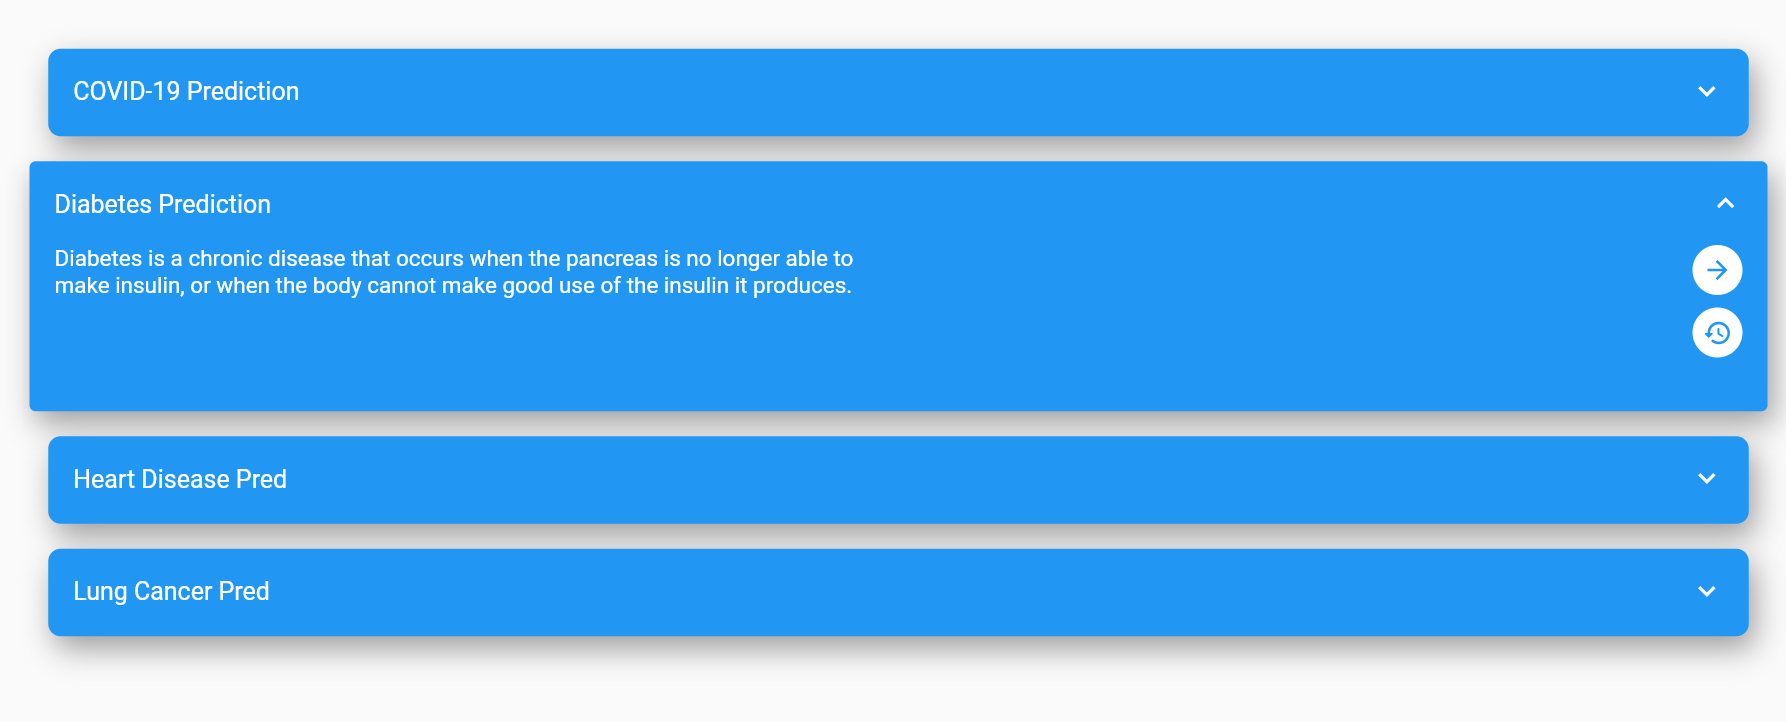 COVID-19 Prediction
Diabetes Prediction
Diabetes is a chronic disease that occurs when the pancreas is no longer able to
make insulin, or when the body cannot make good use of the insulin it produces.
Heart Disease Pred
Lung Cancer Pred